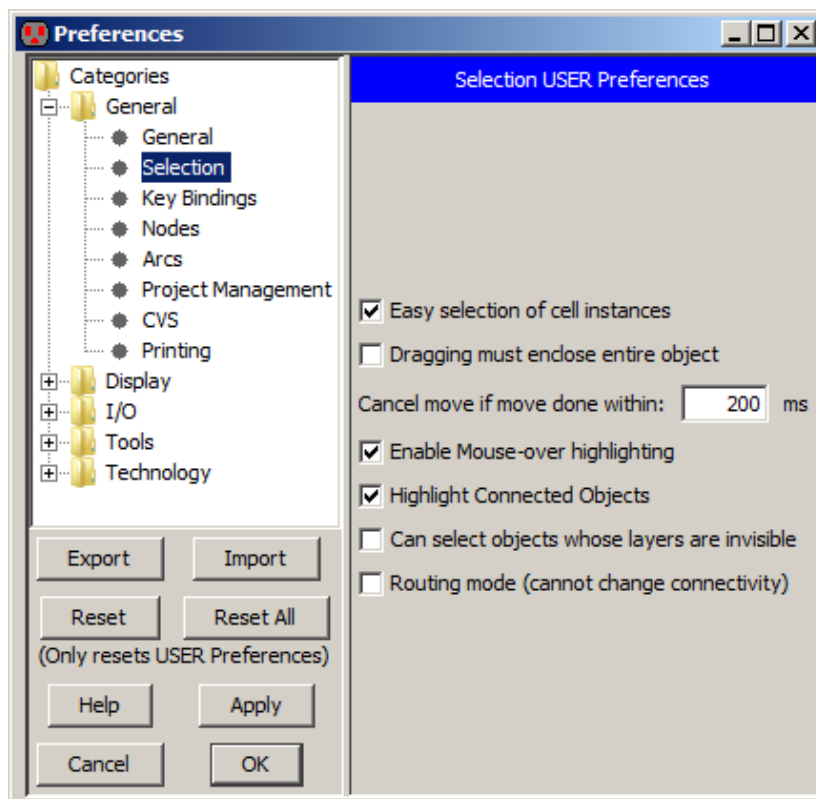 Preferences
Categories
General
General
Selection
Key Bindings
Nodes
Arcs
Project Management
CVS
Printing
Display
I/O
Tools
Technology
Export Import
Reset Reset All
(Only resets USER Preferences)
Help Apply
Cancel OK
Selection USER Preferences
Easy selection of cell instances
Dragging must enclose entire object
Cancel move if move done within: 200 ms
Enable Mouse-over highlighting
Highlight Connected Objects
Can select objects whose layers are invisible
Routing mode (cannot change connectivity)